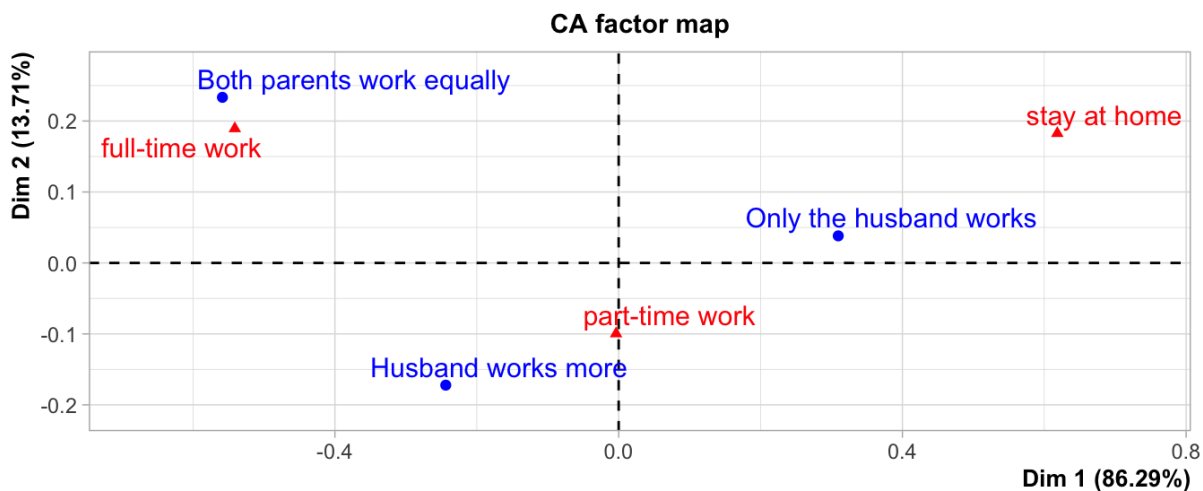 CA factor map
Both parents work equally
full-time work
stay at home
Only the husband works
part-time work
Husband works more
Dim 2 (13.71%)
0.2
0.1
0.0
-0.1
-0.2
-0.4
0.0
0.4
0.8
Dim 1 (86.29%)